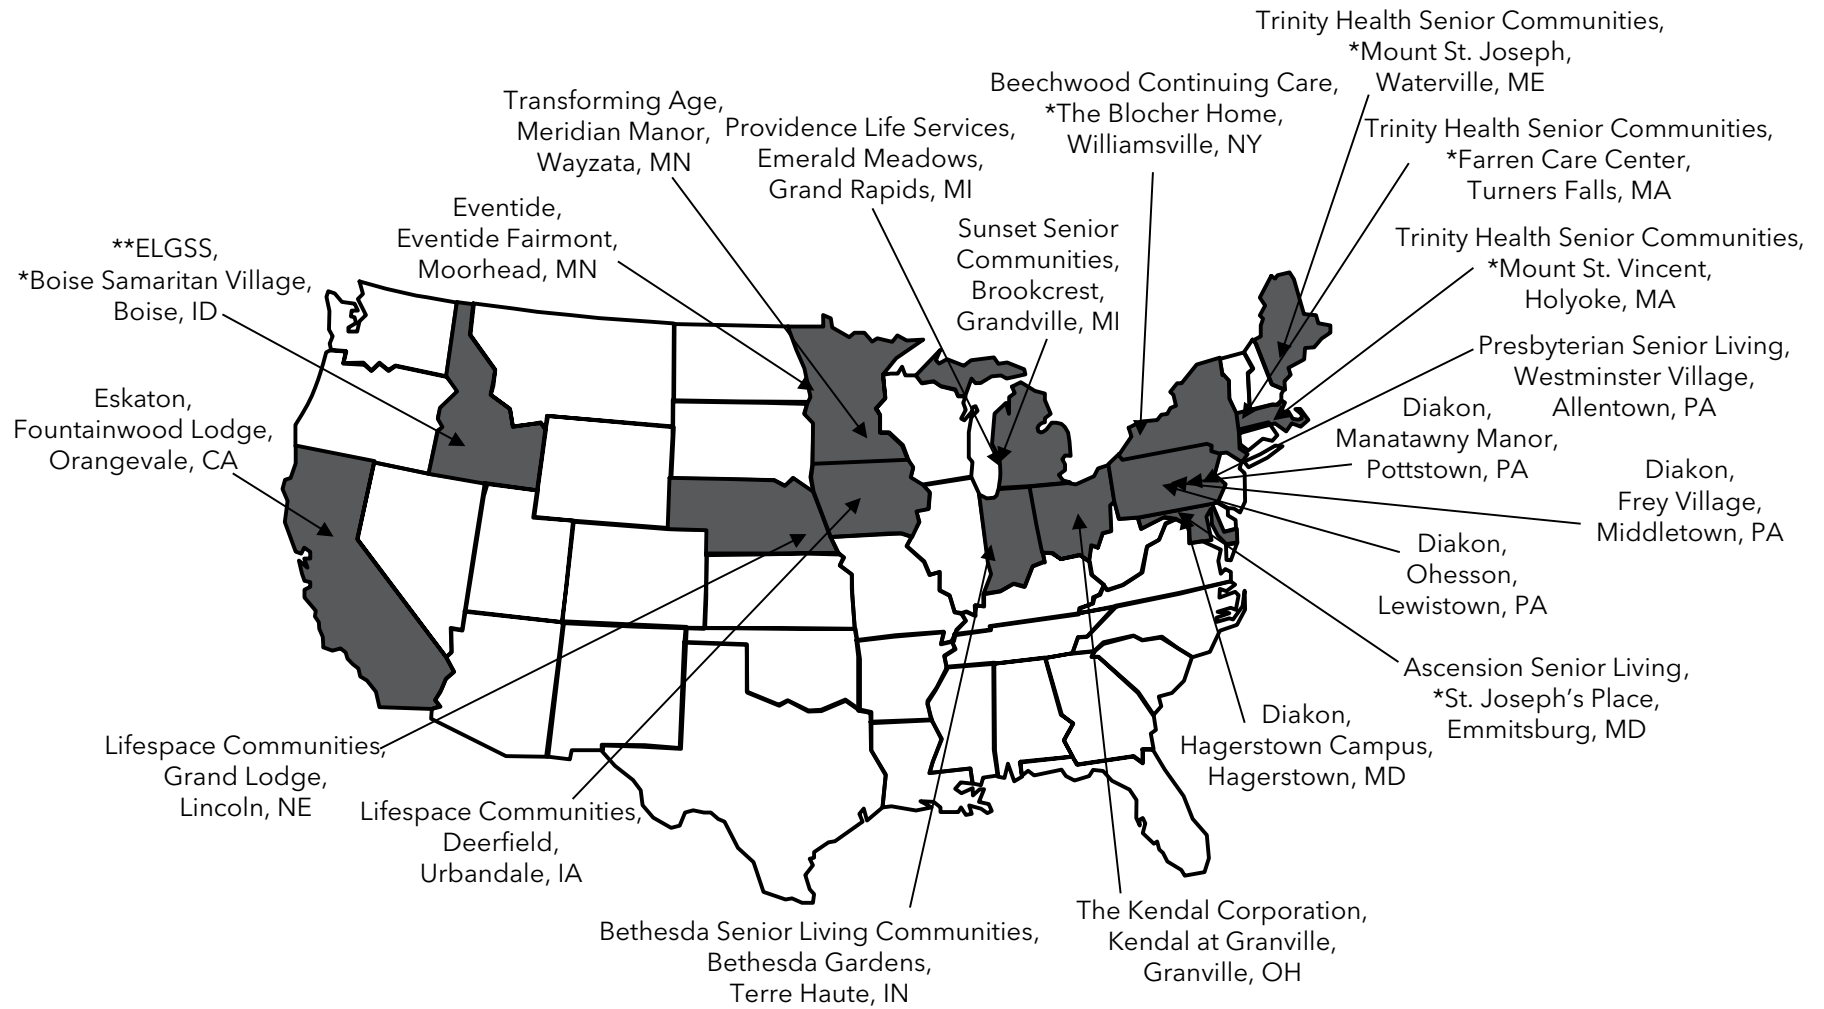 Trinity Health Senior Communities,
*Mount St. Joseph,
Waterville, ME
Beechwood Continuing Care,
*The Blocher Home,
Williamsville, NY
Transforming Age,
Meridian Manor,
Wayzata, MN
Providence Life Services,
Emerald Meadows,
Grand Rapids, MI
Trinity Health Senior Communities,
*Farren Care Center,
Turners Falls, MA
Eventide,
Eventide Fairmont,
Moorhead, MN
Sunset Senior
Communities,
Brookcrest,
Grandville, MI
Trinity Health Senior Communities,
*Mount St. Vincent,
Holyoke, MA
**ELGSS,
*Boise Samaritan Village,
Boise, ID
Presbyterian Senior Living,
Westminster Village,
Allentown, PA
Eskaton,
Fountainwood Lodge,
Orangevale, CA
Diakon,
Manatawny Manor,
Pottstown, PA
Diakon,
Frey Village,
Middletown, PA
Diakon,
Ohesson,
Lewistown, PA
Ascension Senior Living,
*St. Joseph’s Place,
Emmitsburg, MD
Diakon,
Hagerstown Campus,
Hagerstown, MD
Lifespace Communities,
Grand Lodge,
Lincoln, NE
Lifespace Communities,
Deerfield,
Urbandale, IA
Bethesda Senior Living Communities,
Bethesda Gardens,
Terre Haute, IN
The Kendal Corporation,
Kendal at Granville,
Granville, OH